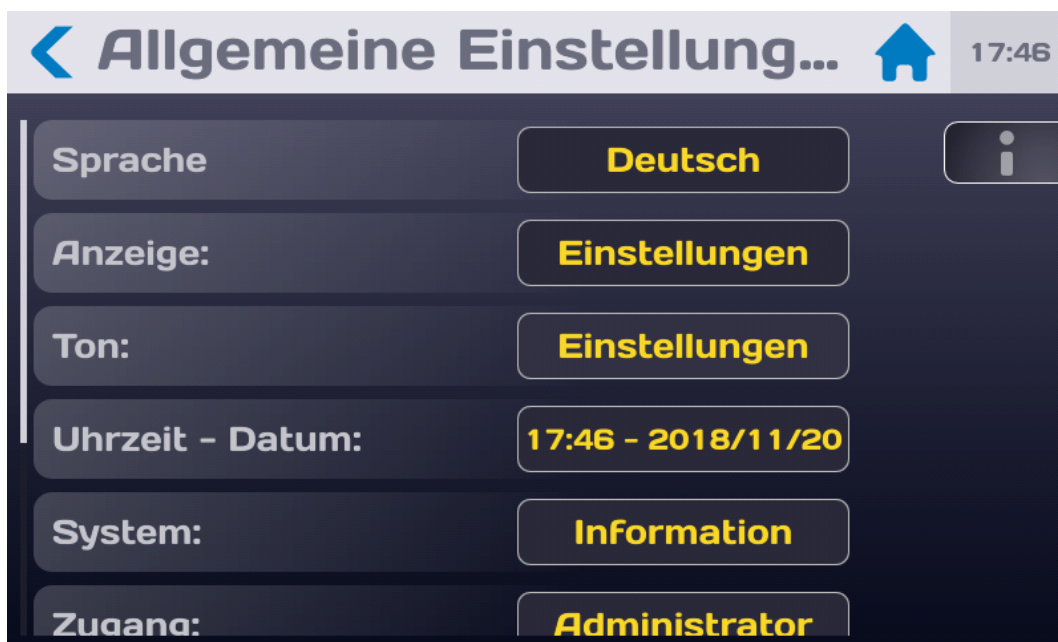 Allgemeine Einstellung... 17:46
Sprache Deutsch
Anzeige: Einstellungen
Ton: Einstellungen
Uhrzeit - Datum: 17:46 - 2018/11/20
System: Information
Zugang: Administrator